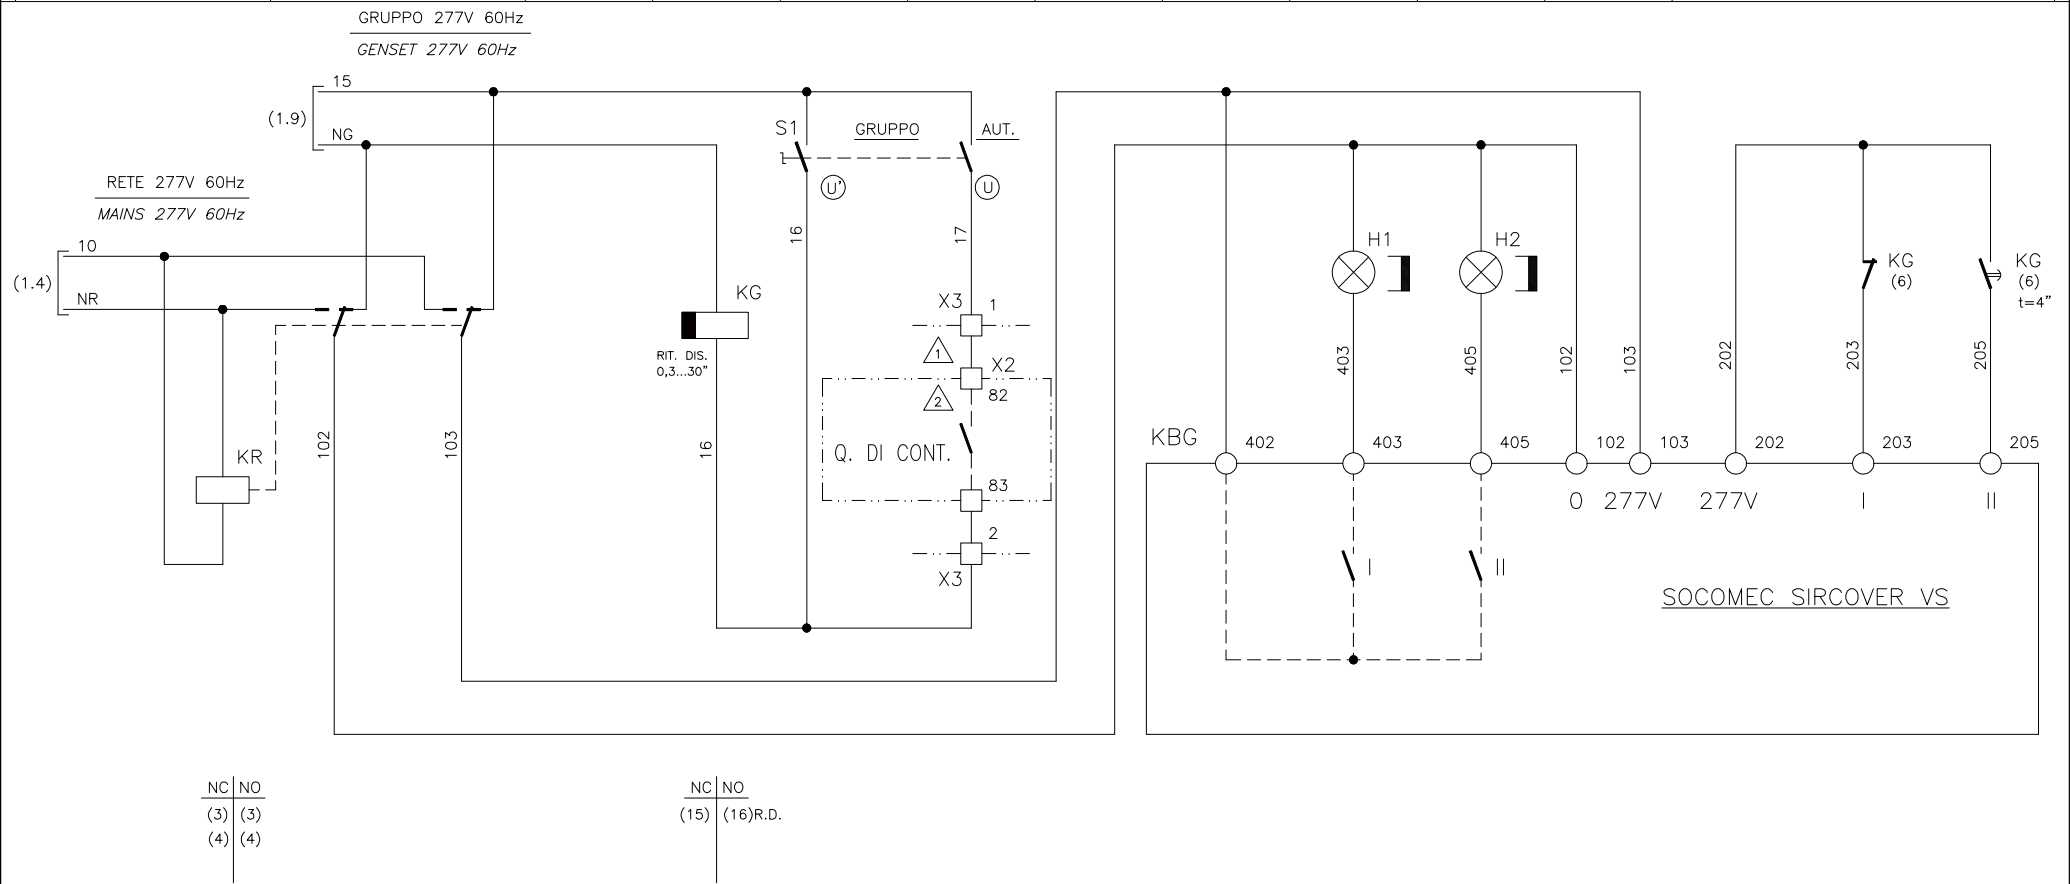 GRUPPO 277V 60Hz
GENSET 277V 60Hz
15
(1.9)
NG
S1
GRUPPO
AUT.
U'
U
RETE 277V 60Hz
MAINS 277V 60Hz
10
(1.4)
NR
16
17
H1
H2
KG
(6)
KG
(6)
t=4"
KG
RIT. DIS.
0,3...30"
X3
1
1
X2
82
2
Q. DI CONT.
83
2
X3
403
405
102
103
202
203
205
KR
102
103
16
KBG
402
403
405
102
103
202
203
205
0
277V
277V
I
II
I
II
SOCOMEC SIRCOVER VS
NC NO
(3) (3)
(4) (4)
NC NO
(15) (16)R.D.